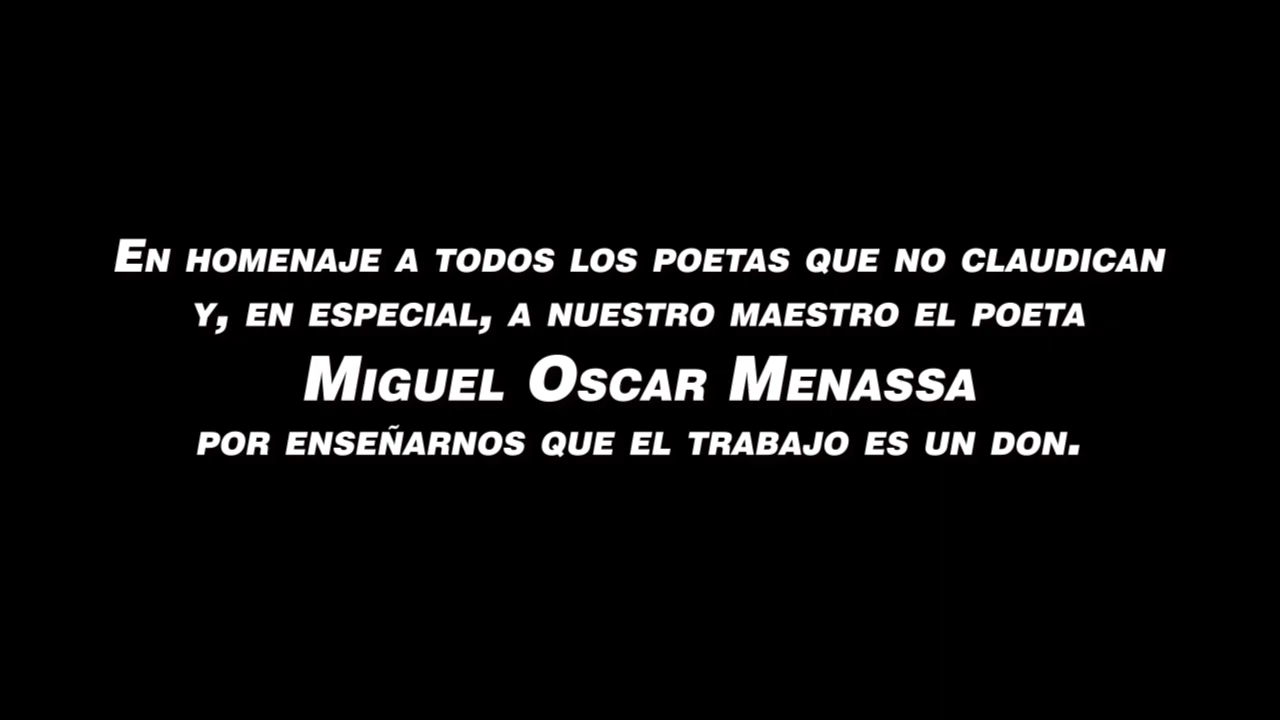 En homenaje a todos los poetas que no claudican
y, en especial, a nuestro maestro el poeta
Miguel Oscar Menassa
por enseñarnos que el trabajo es un don.